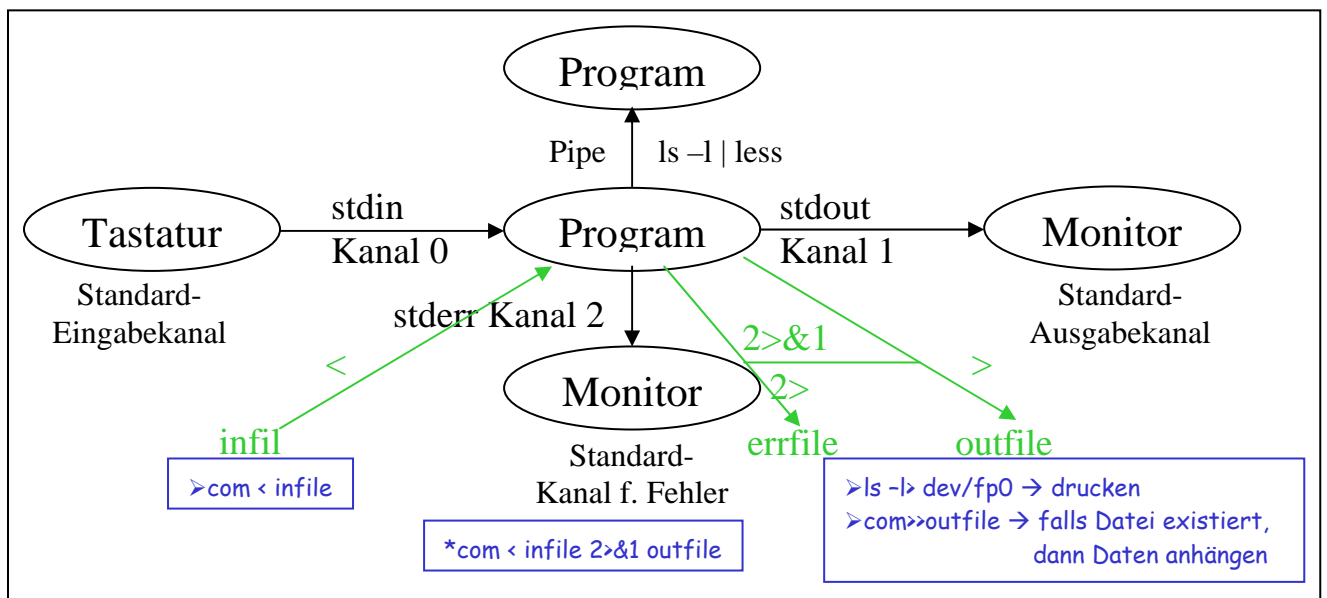 Program
Pipe ls –l | less
Tastatur
stdin
Kanal 0
Program
stdout
Kanal 1
Monitor
Standard-
Eingabekanal
Standard-
Ausgabekanal
stderr Kanal 2
<
2>&1
2>
>
Monitor
infil
errfile
outfile
Standard-
Kanal f. Fehler
➢com < infile
*com < infile 2>&1 outfile
➢ls –l> dev/fp0 → drucken
➢com>>outfile → falls Datei existiert,
dann Daten anhängen